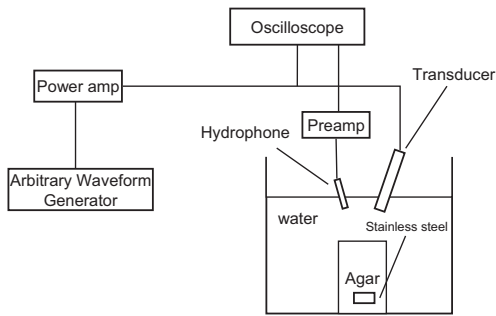 Oscilloscope
Transducer
Power amp
Preamp
Hydrophone
Arbitrary Waveform
Generator
water
Stainless steel
Agar